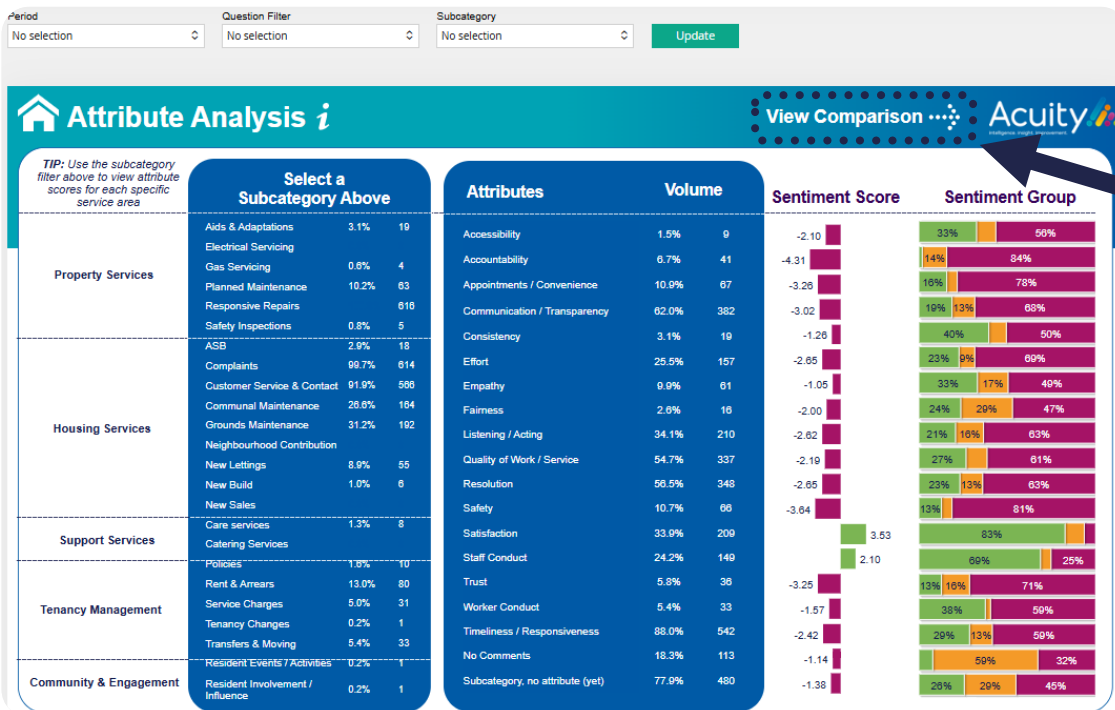 Period Question Filter Subcategory
No selection No selection No selection Update
Attribute Analysis i
View Comparison
Acuity
TIP: Use the subcategory
filter above to view attribute
scores for each specific
service area
Select a
Subcategory Above
Attributes Volume
Sentiment Score Sentiment Group
Property Services
Aids & Adaptations 3.1% 19
Electrical Servicing
Gas Servicing 0.6% 4
Planned Maintenance 10.2% 63
Responsive Repairs 616
Safety Inspections 0.8% 5
Housing Services
ASB 2.9% 18
Complaints 99.7% 614
Customer Service & Contact 91.9% 566
Communal Maintenance 26.6% 164
Grounds Maintenance 31.2% 192
Neighbourhood Contribution
New Lettings 8.9% 55
New Build 1.0% 6
New Sales
Support Services
Care services 1.3% 8
Catering Services
Tenancy Management
Policies 1.6% 10
Rent & Arrears 13.0% 80
Service Charges 5.0% 31
Tenancy Changes 0.2% 1
Transfers & Moving 5.4% 33
Community & Engagement
Resident Events / Activities 0.2% 1
Resident Involvement /
Influence 0.2% 1
Accessibility 1.5% 9 -2.10 33% 56%
Accountability 6.7% 41 -4.31 14% 84%
Appointments / Convenience 10.9% 67 -3.26 16% 78%
Communication / Transparency 62.0% 382 -3.02 19% 13% 68%
Consistency 3.1% 19 -1.26 40% 50%
Effort 25.5% 157 -2.65 23% 9% 69%
Empathy 9.9% 61 -1.05 33% 17% 49%
Fairness 2.6% 16 -2.00 24% 29% 47%
Listening / Acting 34.1% 210 -2.62 21% 16% 63%
Quality of Work / Service 54.7% 337 -2.19 27% 61%
Resolution 56.5% 348 -2.65 23% 13% 63%
Safety 10.7% 66 -3.64 13% 81%
Satisfaction 33.9% 209 3.53 83%
Staff Conduct 24.2% 149 2.10 69% 25%
Trust 5.8% 36 -3.25 13% 16% 71%
Worker Conduct 5.4% 33 -1.57 38% 59%
Timeliness / Responsiveness 88.0% 542 -2.42 29% 13% 59%
No Comments 18.3% 113 -1.14 59% 32%
Subcategory, no attribute (yet) 77.9% 480 -1.38 26% 29% 45%